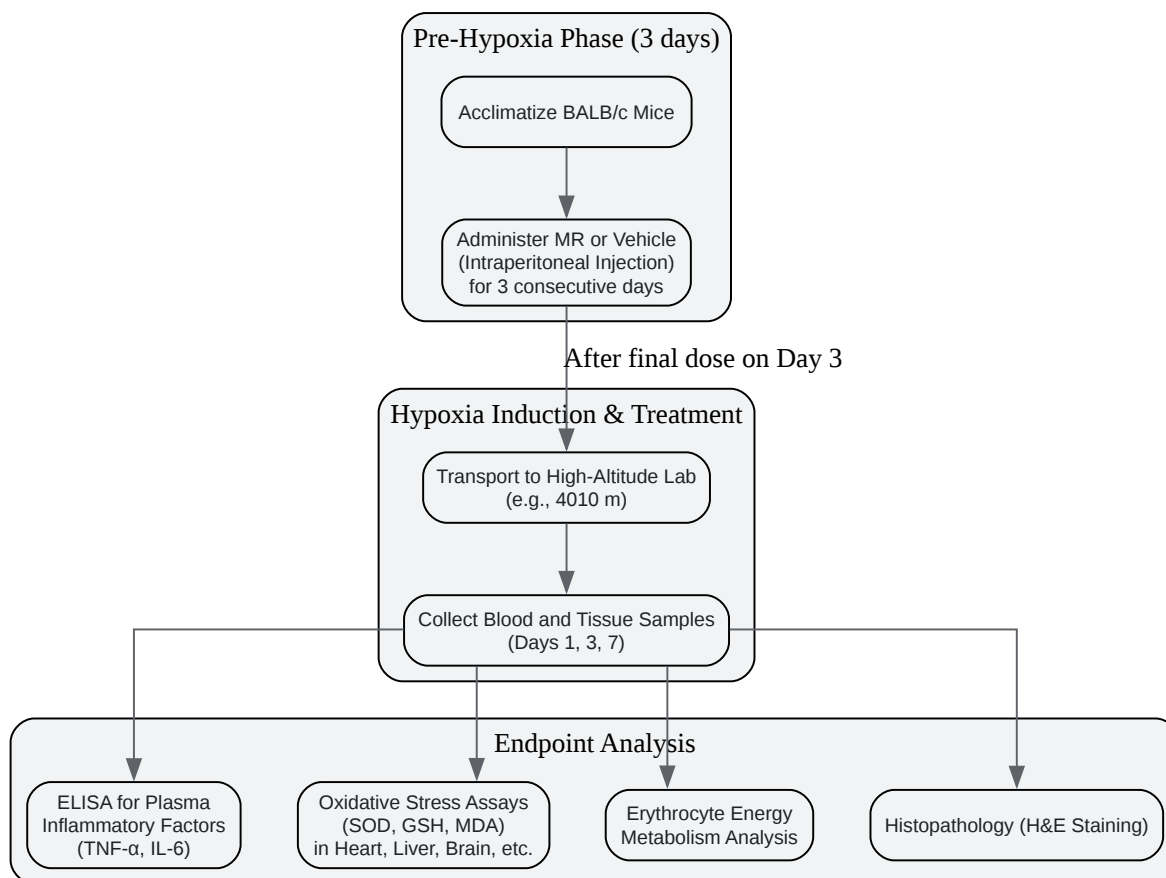 Pre-Hypoxia Phase (3 days)
Acclimatize BALB/c Mice
Administer MR or Vehicle
(Intraperitoneal Injection)
for 3 consecutive days
After final dose on Day 3
Hypoxia Induction & Treatment
Transport to High-Altitude Lab
(e.g., 4010 m)
Collect Blood and Tissue Samples
(Days 1, 3, 7)
Endpoint Analysis
ELISA for Plasma
Inflammatory Factors
(TNF-α, IL-6)
Oxidative Stress Assays
(SOD, GSH, MDA)
in Heart, Liver, Brain, etc.
Erythrocyte Energy
Metabolism Analysis
Histopathology (H&E Staining)